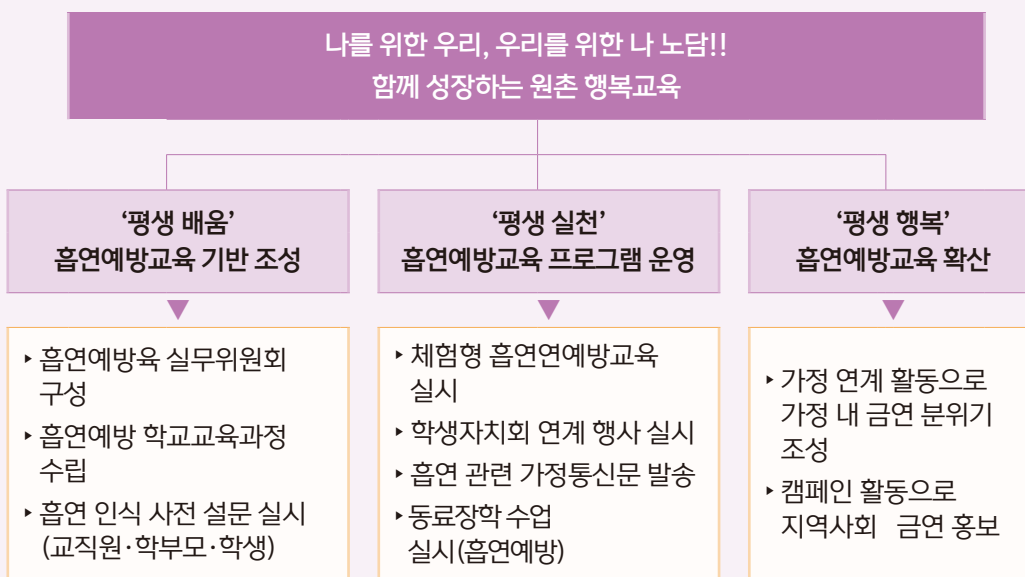 나를 위한 우리, 우리를 위한 나 노담!!
함께 성장하는 원촌 행복교육
‘평생 배움’
흡연예방교육 기반 조성
‣ 흡연예방육 실무위원회
구성
‣ 흡연예방 학교교육과정
수립
‣ 흡연 인식 사전 설문 실시
(교직원·학부모·학생)
‘평생 실천’
흡연예방교육 프로그램 운영
‣ 체험형 흡연연예방교육
실시
‣ 학생자치회 연계 행사 실시
‣ 흡연 관련 가정통신문 발송
‣ 동료장학 수업
실시(흡연예방)
‘평생 행복’
흡연예방교육 확산
‣ 가정 연계 활동으로
가정 내 금연 분위기
조성
‣ 캠페인 활동으로
지역사회 금연 홍보